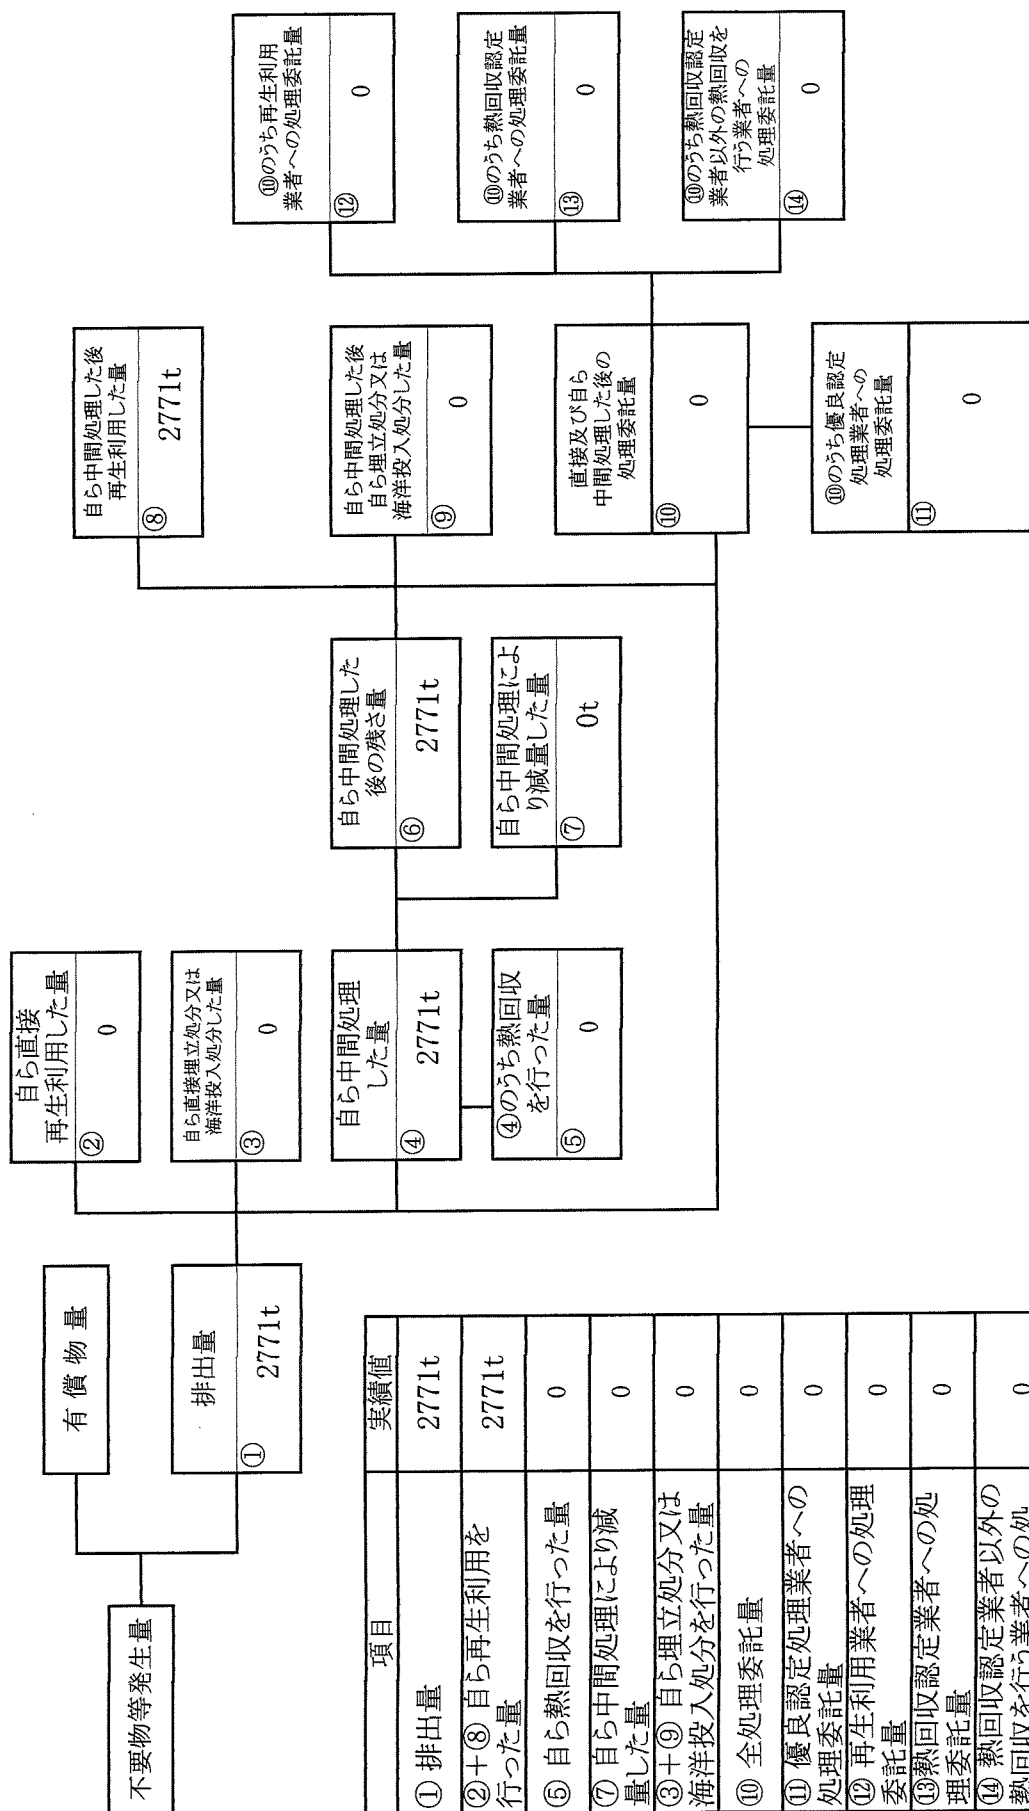 不要物等発生量
有償物量
排出量
①
2771t
自ら直接
再生利用した量
②
0
自ら直接埋立処分又は
海洋投入処分した量
③
0
自ら中間処理
した量
④
2771t
④のうち熱回収
を行った量
⑤
0
自ら中間処理した
後の残さ量
⑥
2771t
自ら中間処理によ
り減量した量
⑦
0t
自ら中間処理した後
再生利用した量
⑧
2771t
自ら中間処理した後
自ら埋立処分又は
海洋投入処分した量
⑨
0
直接及び自ら
中間処理した後の
処理委託量
⑩
0
⑩のうち優良認定
処理業者への
処理委託量
⑪
0
⑩のうち再生利用
業者への処理委託量
⑫
0
⑩のうち熱回収認定
業者への処理委託量
⑬
0
⑩のうち熱回収認定
業者以外の熱回収を
行う業者への
処理委託量
⑭
0
項目 実績値
① 排出量 2771t
②+⑧ 自ら再生利用を
行った量 2771t
⑤ 自ら熱回収を行った量 0
⑦ 自ら中間処理により減
量した量 0
③+⑨ 自ら埋立処分又は
海洋投入処分を行った量 0
⑩ 全処理委託量 0
⑪ 優良認定処理業者への
処理委託量 0
⑫ 再生利用業者への処理
委託量 0
⑬熱回収認定業者への処
理委託量 0
⑭ 熱回収認定業者以外の
熱回収を行う業者への処 0